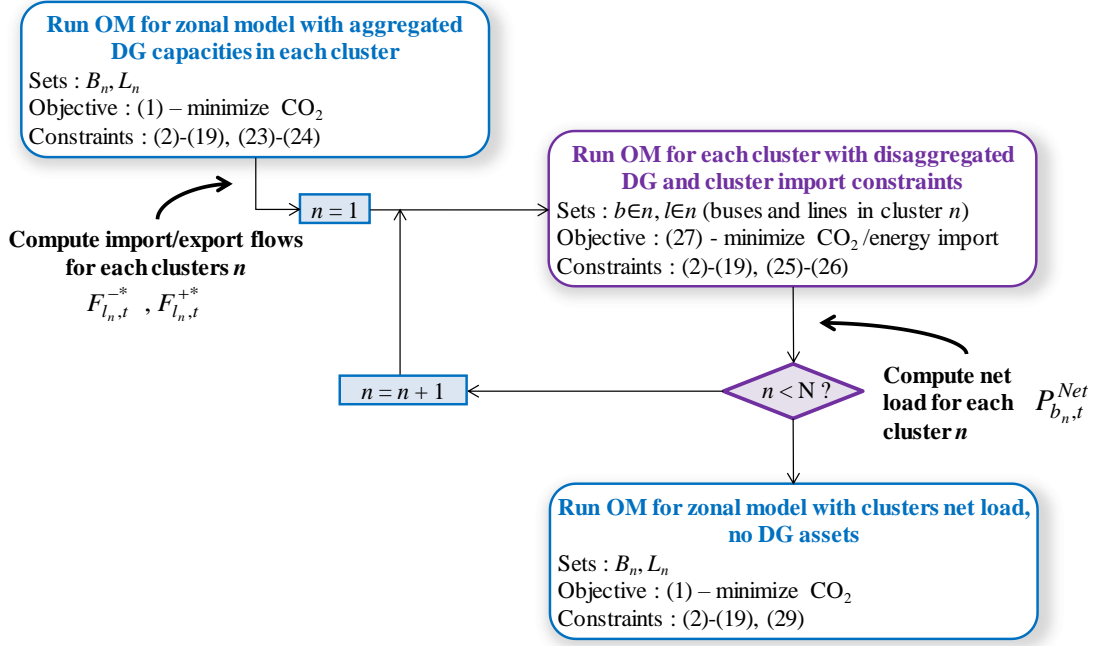 Run OM for zonal model with aggregated
DG capacities in each cluster
Sets : Bn, Ln
Objective : (1) – minimize CO2
Constraints : (2)-(19), (23)-(24)
n = 1
Compute import/export flows
for each clusters n
F^{-*}_{l_n,t} , F^{+*}_{l_n,t}
Run OM for each cluster with disaggregated
DG and cluster import constraints
Sets : b∈n, l∈n (buses and lines in cluster n)
Objective : (27) - minimize CO2/energy import
Constraints : (2)-(19), (25)-(26)
n = n + 1
n < N ?
Compute net
load for each
cluster n
P^{Net}_{b_n,t}
Run OM for zonal model with clusters net load,
no DG assets
Sets : Bn, Ln
Objective : (1) – minimize CO2
Constraints : (2)-(19), (29)